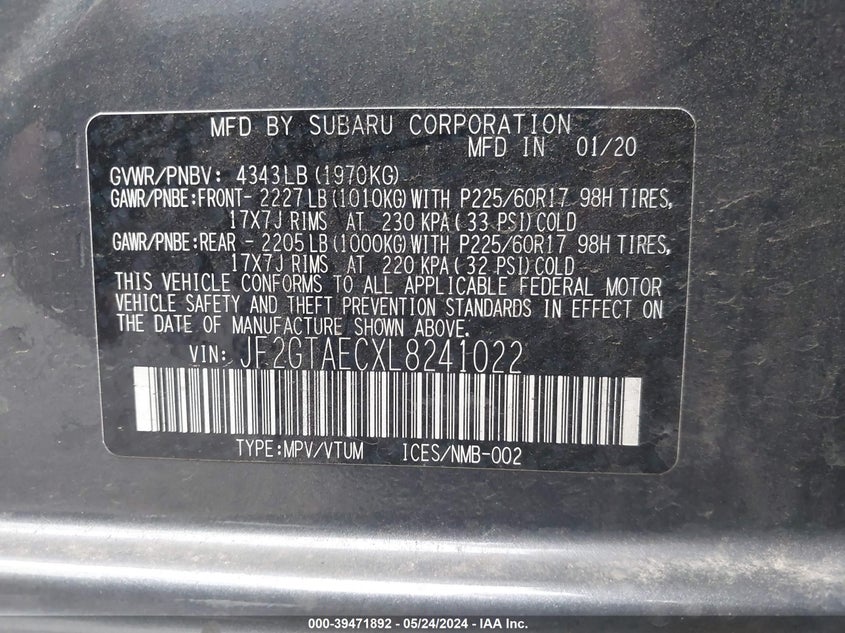 MFD BY SUBARU CORPORATION
MFD IN 01/20
GVWR/PNBV: 4343LB (1970KG)
GAWR/PNBE:FRONT- 2227LB (1010KG) WITH P225/60R17 98H TIRES,
17X7J RIMS AT 230 KPA( 33 PSI) COLD
GAWR/PNBE:REAR - 2205LB (1000KG) WITH P225/60R17 98H TIRES,
17X7J RIMS AT 220 KPA( 32 PSI) COLD
THIS VEHICLE CONFORMS TO ALL APPLICABLE FEDERAL MOTOR
VEHICLE SAFETY AND THEFT PREVENTION STANDARDS IN EFFECT ON
THE DATE OF MANUFACTURE SHOWN ABOVE.
VIN: JF2GTAECXL8241022
TYPE:MPV/VTUM ICES/NMB-002
000-39471892 - 05/24/2024 - IAA Inc.